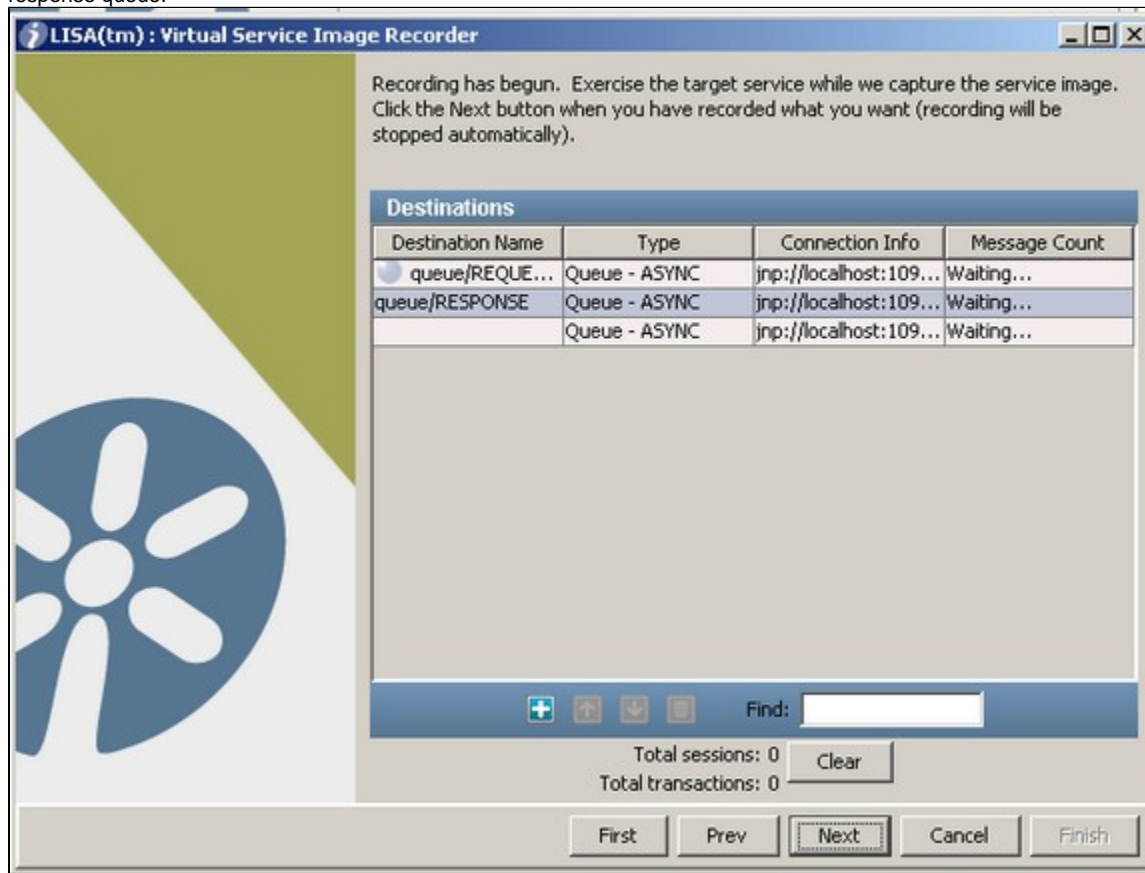 response queue.
LISA(tm) : Virtual Service Image Recorder
Recording has begun. Exercise the target service while we capture the service image.
Click the Next button when you have recorded what you want (recording will be
stopped automatically).
Destinations
Destination Name Type Connection Info Message Count
queue/REQUE... Queue - ASYNC jnp://localhost:109... Waiting...
queue/RESPONSE Queue - ASYNC jnp://localhost:109... Waiting...
Queue - ASYNC jnp://localhost:109... Waiting...
Find:
Total sessions: 0
Clear
Total transactions: 0
First Prev Next Cancel Finish